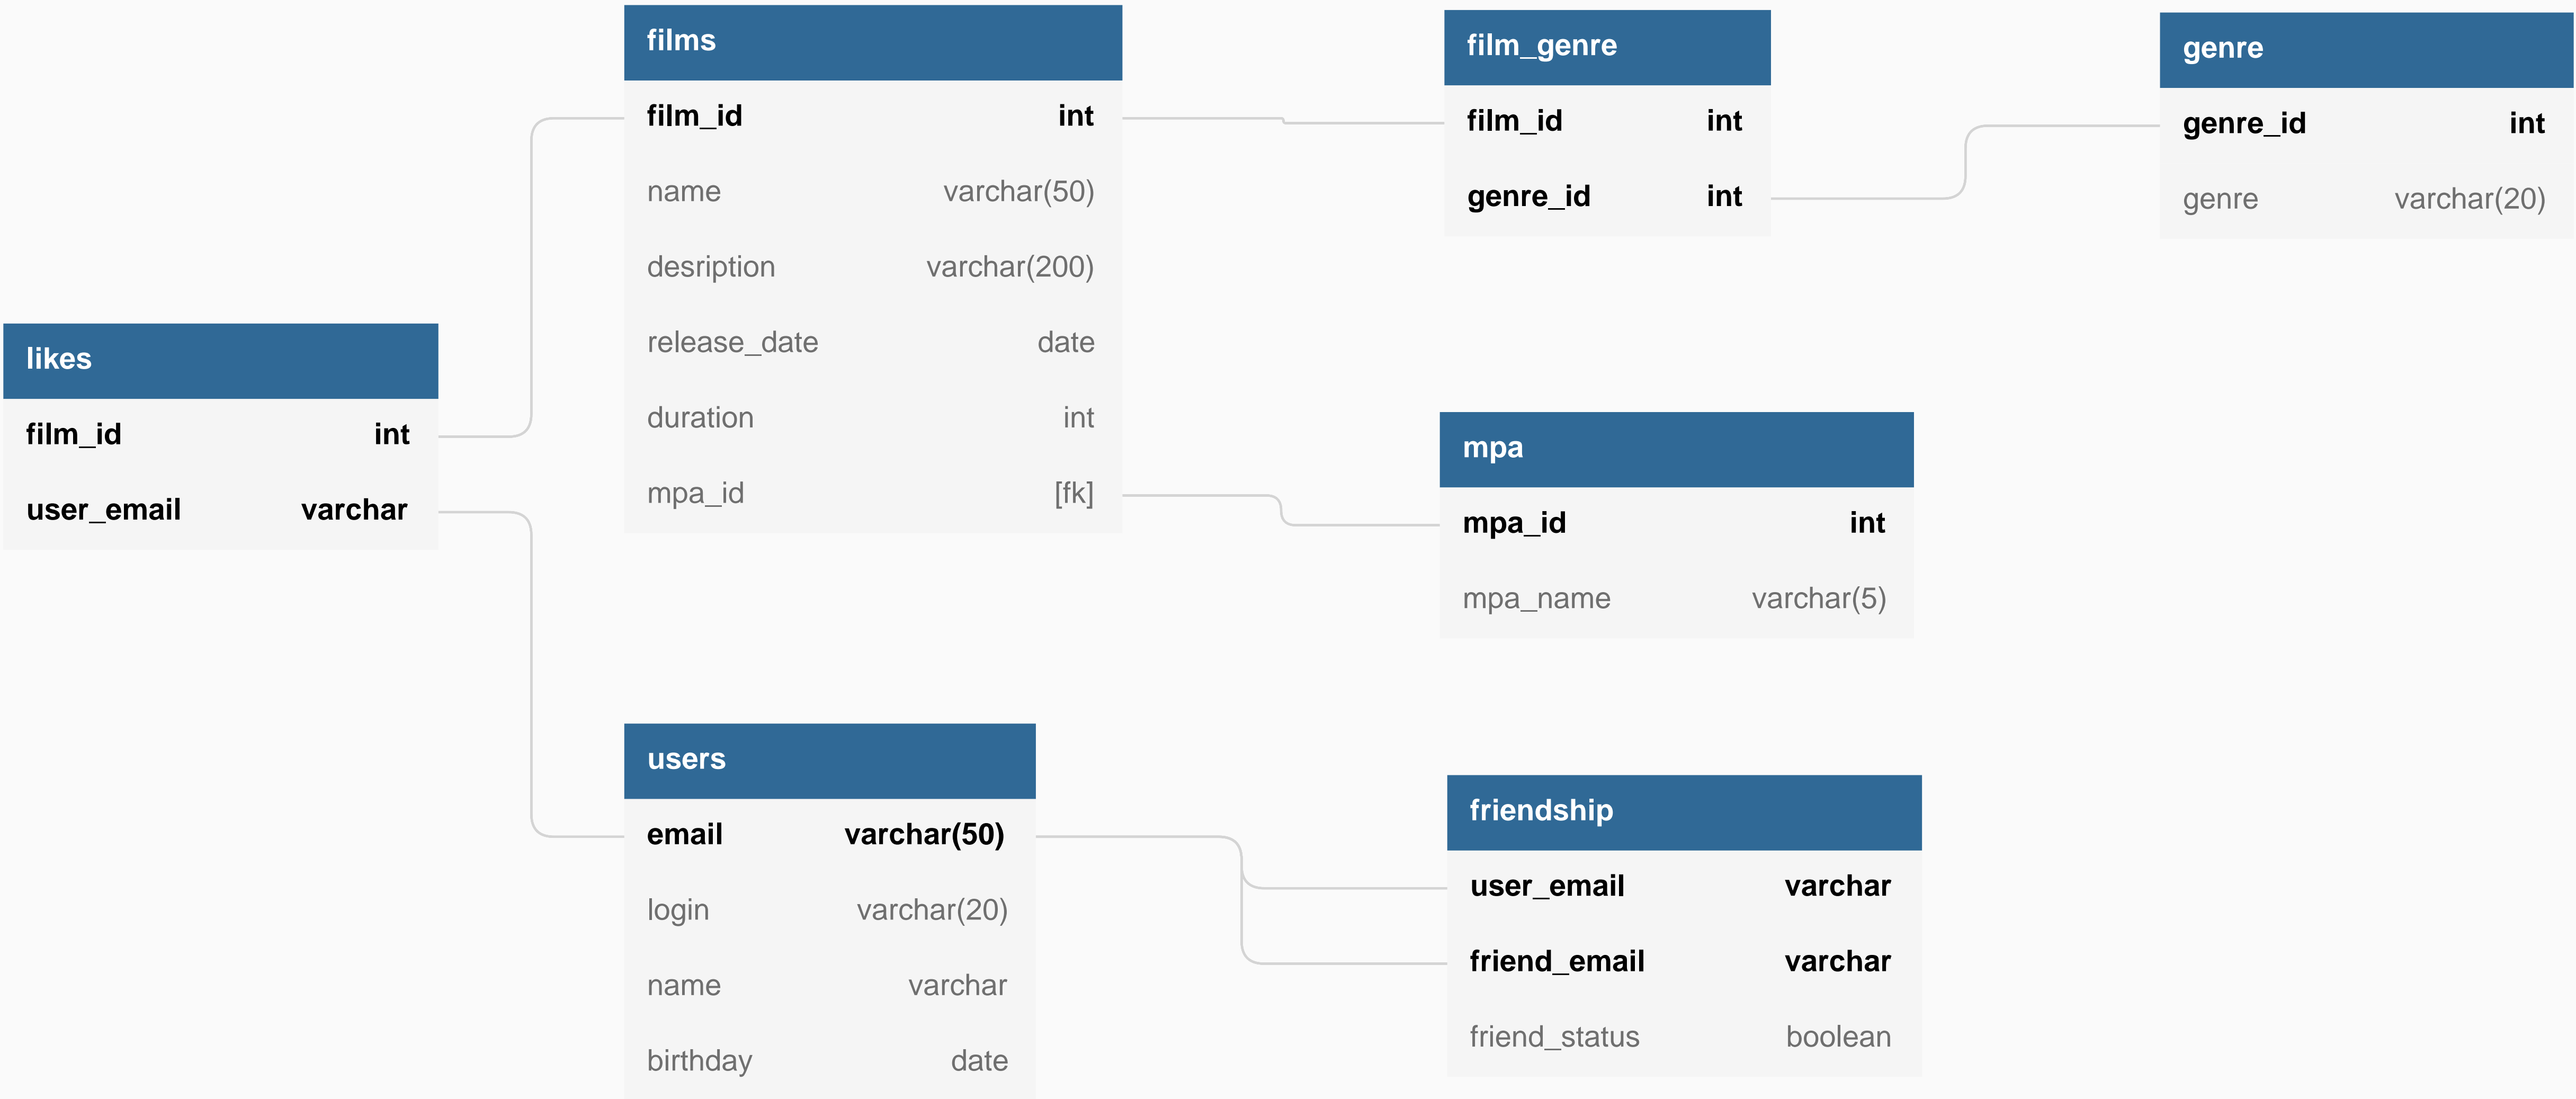 films
film_id int
name varchar(50)
desription varchar(200)
release_date date
duration int
mpa_id [fk]
film_genre
film_id int
genre_id int
genre
genre_id int
genre varchar(20)
likes
film_id int
user_email varchar
mpa
mpa_id int
mpa_name varchar(5)
users
email varchar(50)
login varchar(20)
name varchar
birthday date
friendship
user_email varchar
friend_email varchar
friend_status boolean